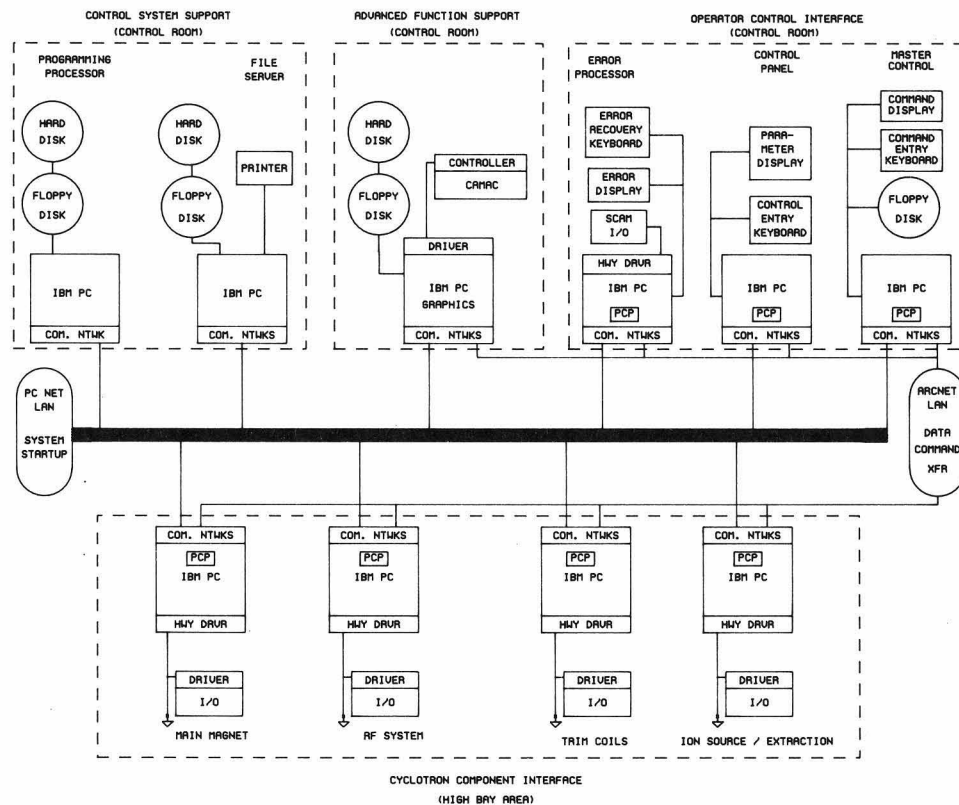 CONTROL SYSTEM SUPPORT
(CONTROL ROOM)
ADVANCED FUNCTION SUPPORT
(CONTROL ROOM)
OPERATOR CONTROL INTERFACE
(CONTROL ROOM)
PROGRAMMING
PROCESSOR
FILE
SERVER
ERROR
PROCESSOR
CONTROL
PANEL
MASTER
CONTROL
HARD
DISK
FLOPPY
DISK
IBM PC
COM. NTWK
HARD
DISK
FLOPPY
DISK
PRINTER
IBM PC
COM. NTWKS
HARD
DISK
FLOPPY
DISK
CONTROLLER
CAMAC
DRIVER
IBM PC
GRAPHICS
COM. NTWKS
ERROR
RECOVERY
KEYBOARD
ERROR
DISPLAY
SCAM
I/O
HWY DRVR
IBM PC
PCP
COM. NTWKS
PARA-
METER
DISPLAY
CONTROL
ENTRY
KEYBOARD
IBM PC
PCP
COM. NTWKS
COMMAND
DISPLAY
COMMAND
ENTRY
KEYBOARD
FLOPPY
DISK
IBM PC
PCP
COM. NTWKS
PC NET
LAN
SYSTEM
STARTUP
ARCNET
LAN
DATA
COMMAND
XFR
COM. NTWKS
PCP
IBM PC
HWY DRVR
DRIVER
I/O
MAIN MAGNET
COM. NTWKS
PCP
IBM PC
HWY DRVR
DRIVER
I/O
RF SYSTEM
COM. NTWKS
PCP
IBM PC
HWY DRVR
DRIVER
I/O
TRIM COILS
COM. NTWKS
PCP
IBM PC
HWY DRVR
DRIVER
I/O
ION SOURCE / EXTRACTION
CYCLOTRON COMPONENT INTERFACE
(HIGH BAY AREA)